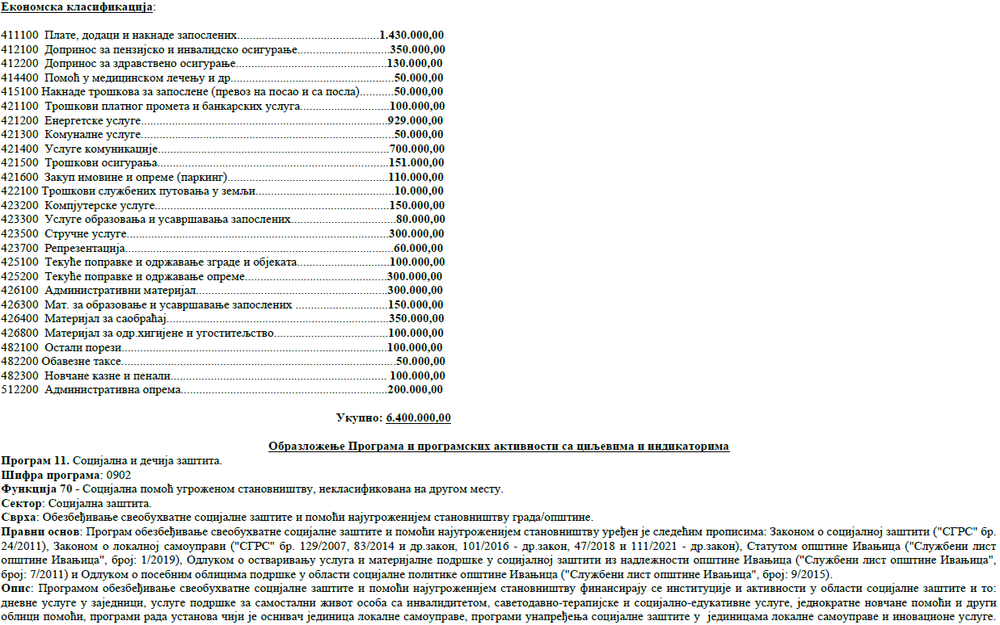 Економска класификација:
411100 Плате, додаци и накнаде запослених...............................................1.430.000,00
412100 Допринос за пензијско и инвалидско осигурање...............................350.000,00
412200 Допринос за здравствено осигурање..................................................130.000,00
414400 Помоћ у медицинском лечењу и др......................................................50.000,00
415100 Накнаде трошкова за запослене (превоз на посао и са посла)...........50.000,00
421100 Трошкови платног промета и банкарских услуга..............................100.000,00
421200 Енергетске услуге.................................................................................929.000,00
421300 Комуналне услуге...................................................................................50.000,00
421400 Услуге комуникације............................................................................700.000,00
421500 Трошкови осигурања............................................................................151.000,00
421600 Закуп имовине и опреме (паркинг).....................................................110.000,00
422100 Трошкови службених путовања у земљи.............................................10.000,00
423200 Компјутерске услуге.............................................................................150.000,00
423300 Услуге образовања и усавршавања запослених...................................80.000,00
423500 Стручне услуге......................................................................................300.000,00
423700 Репрезентација........................................................................................60.000,00
425100 Текуће поправке и одржавање зграде и објеката..............................100.000,00
425200 Текуће поправке и одржавање опреме...............................................300.000,00
426100 Административни материјал...............................................................300.000,00
426300 Мат. за образовање и усавршавање запослених ...............................150.000,00
426400 Материјал за саобраћај.........................................................................350.000,00
426800 Материјал за одр.хигијене и угоститељство......................................100.000,00
482100 Остали порези........................................................................................100.000,00
482200 Обавезне таксе...........................................................................................50.000,00
482300 Новчане казне и пенали........................................................................ 100.000,00
512200 Административна опрема.....................................................................200.000,00
Укупно: 6.400.000,00
Образложење Програма и програмских активности са циљевима и индикаторима
Програм 11. Социјална и дечија заштита.
Шифра програма: 0902
Функција 70 - Социјална помоћ угроженом становништву, некласификована на другом месту.
Сектор: Социјална заштита.
Сврха: Обезбеђивање свеобухватне социјалне заштите и помоћи најугроженијем становништву града/општине.
Правни основ: Програм обезбеђивање свеобухватне социјалне заштите и помоћи најугроженијем становништву уређен је следећим прописима: Законом о социјалној заштити ("СГРС" бр.
24/2011), Законом о локалној самоуправи ("СГРС" бр. 129/2007, 83/2014 и др.закон, 101/2016 - др.закон, 47/2018 и 111/2021 - др.закон), Статутом општине Ивањица ("Службени лист
општине Ивањица", број: 1/2019), Одлуком о остваривању услуга и материјалне подршке у социјалној заштити из надлежности општине Ивањица ("Службени лист општине Ивањица",
број: 7/2011) и Одлуком о посебним облицима подршке у области социјалне политике општине Ивањица ("Службени лист општине Ивањица", број: 9/2015).
Опис: Програмом обезбеђивање свеобухватне социјалне заштите и помоћи најугроженијем становништву финансирају се институције и активности у области социјалне заштите и то:
дневне услуге у заједници, услуге подршке за самостални живот особа са инвалидитетом, саветодавно-терапијске и социјално-едукативне услуге, једнократне новчане помоћи и други
облици помоћи, програми рада установа чији је оснивач јединица локалне самоуправе, програми унапређења социјалне заштите у јединицама локалне самоуправе и иновационе услуге.